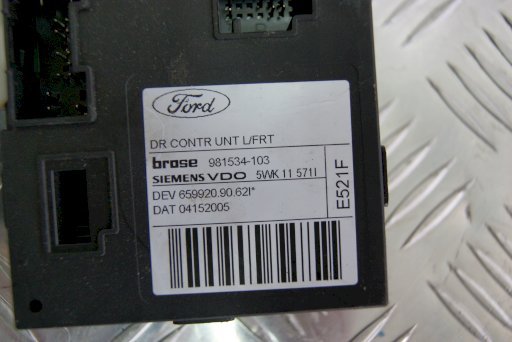 Ford
DR CONTR UNT L/FRT
brose 981534-103
SIEMENS VDO 5WK 11 571I
DEV 659920.90.62I*
DAT 04152005
E521F